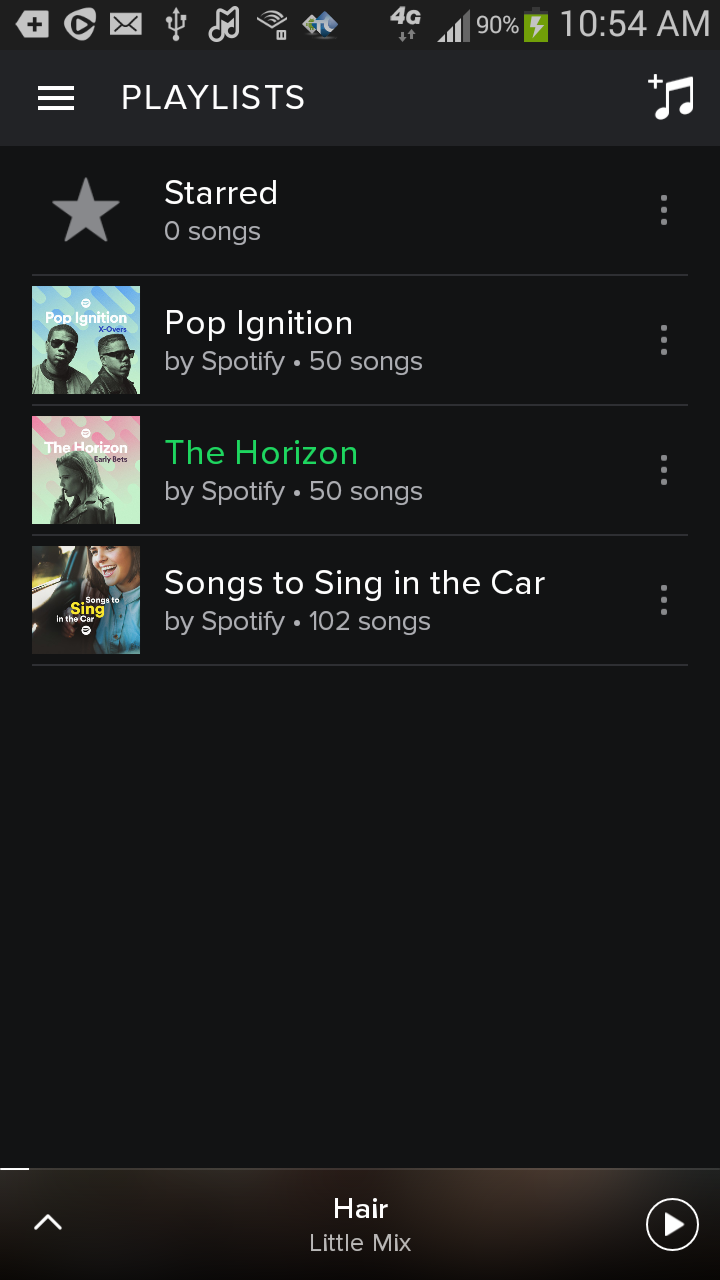 4G 90% 10:54 AM
PLAYLISTS
Starred
0 songs
Pop Ignition
X-Overs
Pop Ignition
by Spotify • 50 songs
The Horizon
Early Bets
The Horizon
by Spotify • 50 songs
Songs to
Sing
in the Car
Songs to Sing in the Car
by Spotify • 102 songs
Hair
Little Mix